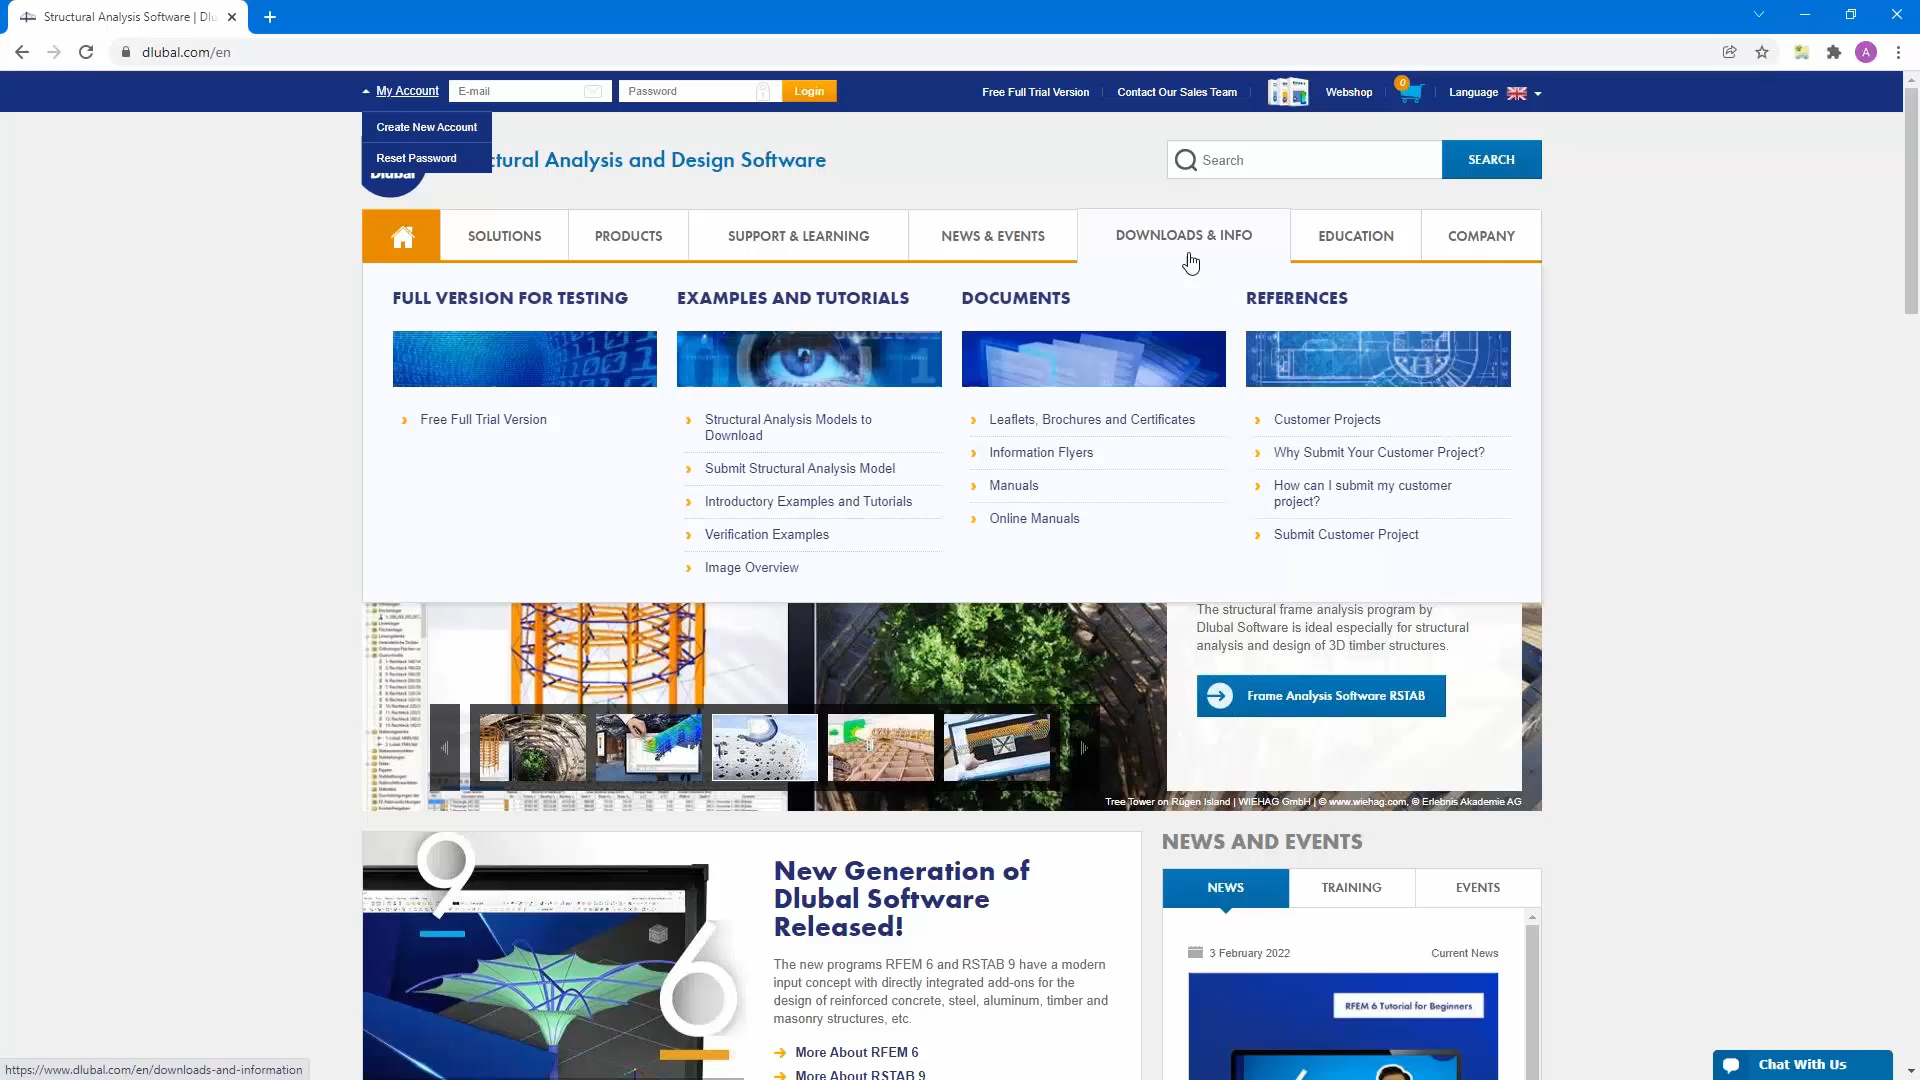 Structural Analysis Software | Dlu
dlubal.com/en
A
My Account
E-mail
Password
Login
Free Full Trial Version
Contact Our Sales Team
Webshop
0
Language
Create New Account
Reset Password
Dlubal
ctural Analysis and Design Software
Search
SEARCH
SOLUTIONS
PRODUCTS
SUPPORT & LEARNING
NEWS & EVENTS
DOWNLOADS & INFO
EDUCATION
COMPANY
FULL VERSION FOR TESTING
Free Full Trial Version
EXAMPLES AND TUTORIALS
Structural Analysis Models to
Download
Submit Structural Analysis Model
Introductory Examples and Tutorials
Verification Examples
Image Overview
DOCUMENTS
Leaflets, Brochures and Certificates
Information Flyers
Manuals
Online Manuals
REFERENCES
Customer Projects
Why Submit Your Customer Project?
How can I submit my customer
project?
Submit Customer Project
The structural frame analysis program by
Dlubal Software is ideal especially for structural
analysis and design of 3D timber structures.
Frame Analysis Software RSTAB
Tree Tower on Rügen Island | WIEHAG GmbH | © www.wiehag.com, © Erlebnis Akademie AG
9
6
New Generation of
Dlubal Software
Released!
The new programs RFEM 6 and RSTAB 9 have a modern
input concept with directly integrated add-ons for the
design of reinforced concrete, steel, aluminum, timber and
masonry structures, etc.
More About RFEM 6
More About RSTAB 9
NEWS AND EVENTS
NEWS
TRAINING
EVENTS
3 February 2022
Current News
RFEM 6 Tutorial for Beginners
Chat With Us
https://www.dlubal.com/en/downloads-and-information